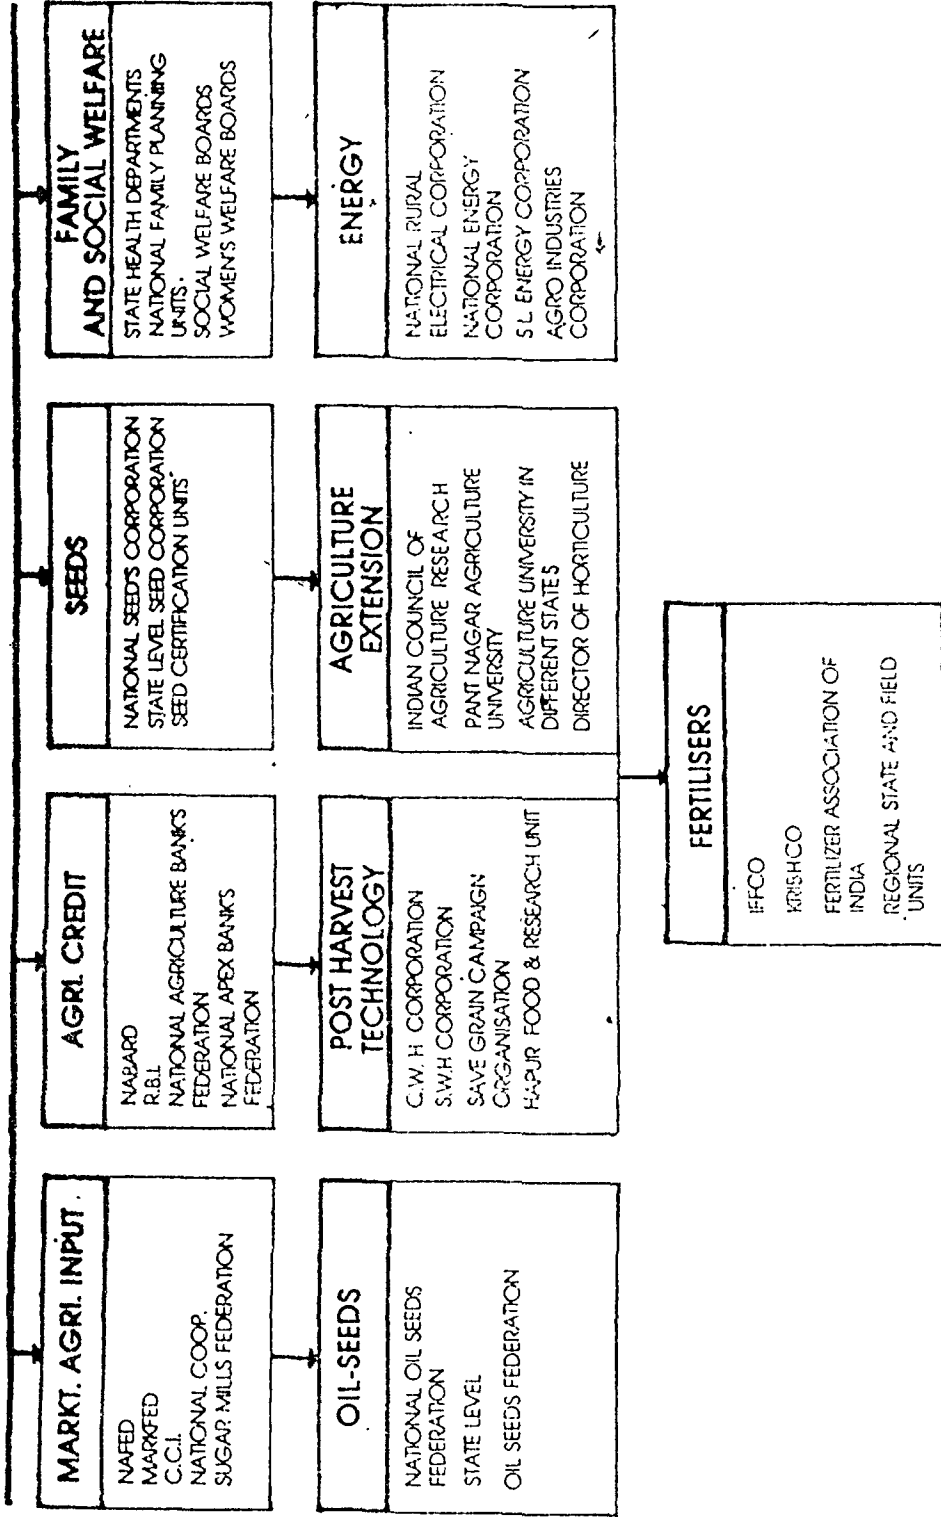 MARKT. AGRI. INPUT.
NAFED
MARKFED
C.C.I.
NATIONAL COOP.
SUGAR MILLS FEDERATION
AGRI. CREDIT
NABARD
R.B.I.
NATIONAL AGRICULTURE BANKS
FEDERATION
NATIONAL APEX BANKS
FEDERATION
SEEDS
NATIONAL SEED'S CORPORATION
STATE LEVEL SEED CORPORATION
SEED CERTIFICATION UNITS
FAMILY
AND SOCIAL WELFARE
STATE HEALTH DEPARTMENTS
NATIONAL FAMILY PLANNING
UNITS.
SOCIAL WELFARE BOARDS
WOMEN'S WELFARE BOARDS
OIL-SEEDS
NATIONAL OIL SEEDS
FEDERATION
STATE LEVEL
OIL SEEDS FEDERATION
POST HARVEST
TECHNOLOGY
C.W. H CORPORATION
S.W.H CORPORATION
SAVE GRAIN CAMPAIGN
ORGANISATION
HAPUR FOOD & RESEARCH UNIT
AGRICULTURE
EXTENSION
INDIAN COUNCIL OF
AGRICULTURE RESEARCH
PANT NAGAR AGRICULTURE
UNIVERSITY
AGRICULTURE UNIVERSITY IN
DIFFERENT STATES
DIRECTOR OF HORTICULTURE
ENERGY
NATIONAL RURAL
ELECTRICAL CORPORATION
NATIONAL ENERGY
CORPORATION
S L ENERGY CORPORATION
AGRO INDUSTRIES
CORPORATION
FERTILISERS
IFFCO
KRISHCO
FERTILIZER ASSOCIATION OF
INDIA
REGIONAL STATE AND FIELD
UNITS